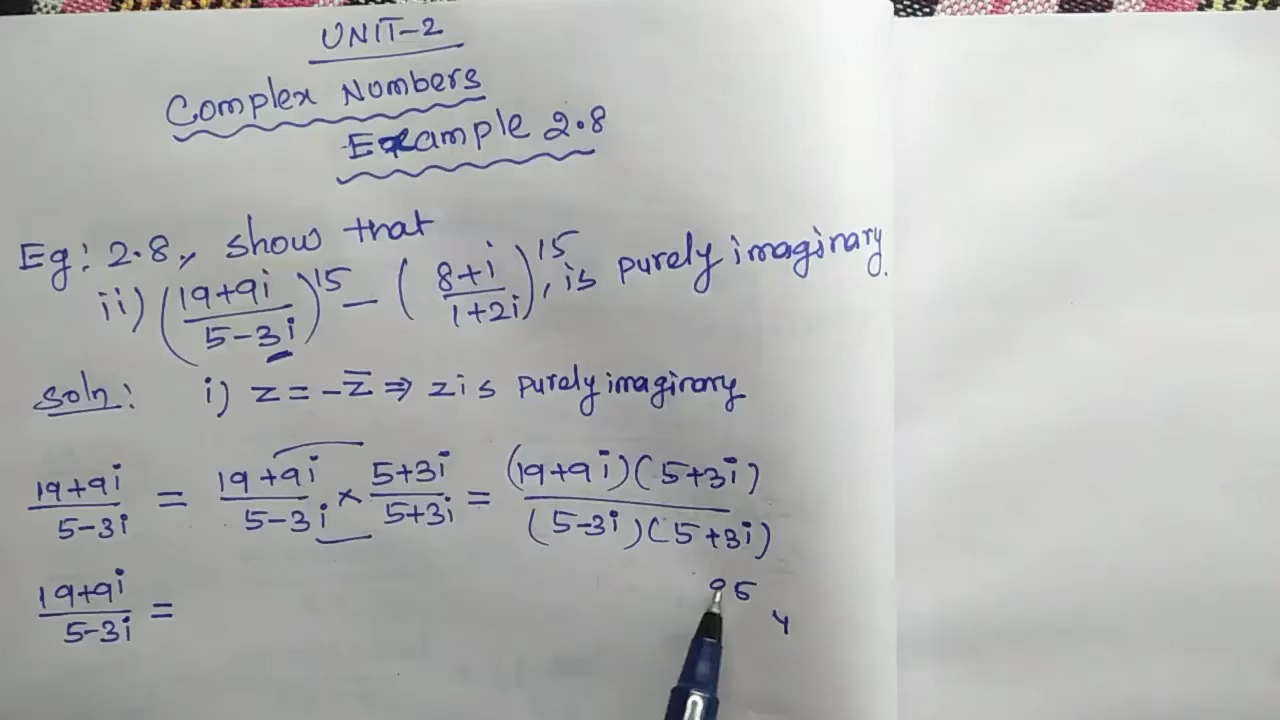 UNIT-2
Complex Numbers
Example 2.8
Eg: 2.8, show that
ii) (19+9i / 5-3i)^15 - (8+i / 1+2i)^15, is purely imaginary.
Soln: i) z = -z̅ ⇒ z is purely imaginary
19+9i / 5-3i = 19+9i / 5-3i × 5+3i / 5+3i = (19+9i)(5+3i) / (5-3i)(5+3i)
19+9i / 5-3i =
95
4